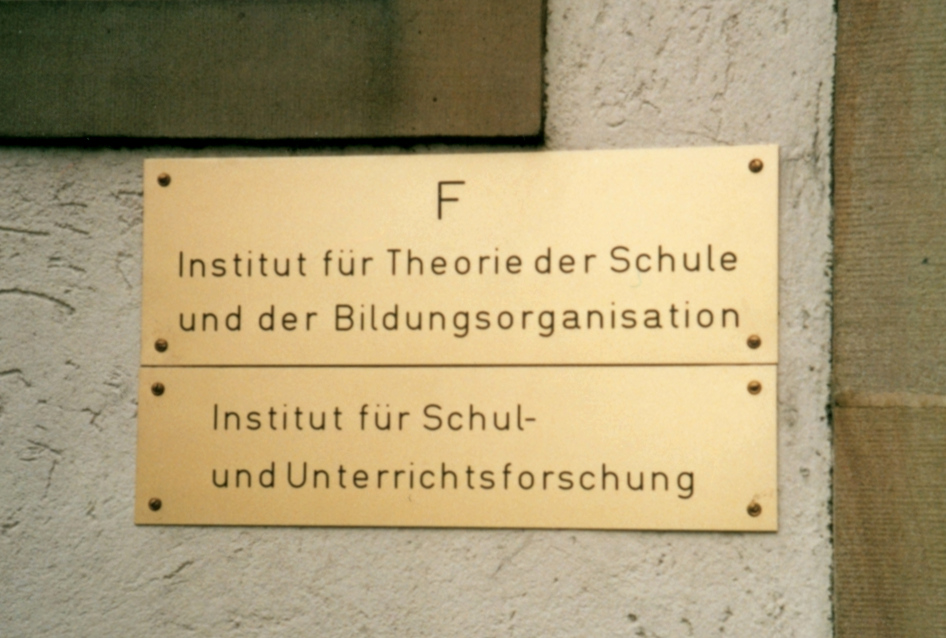 F
Institut für Theorie der Schule
und der Bildungsorganisation
Institut für Schul-
und Unterrichtsforschung